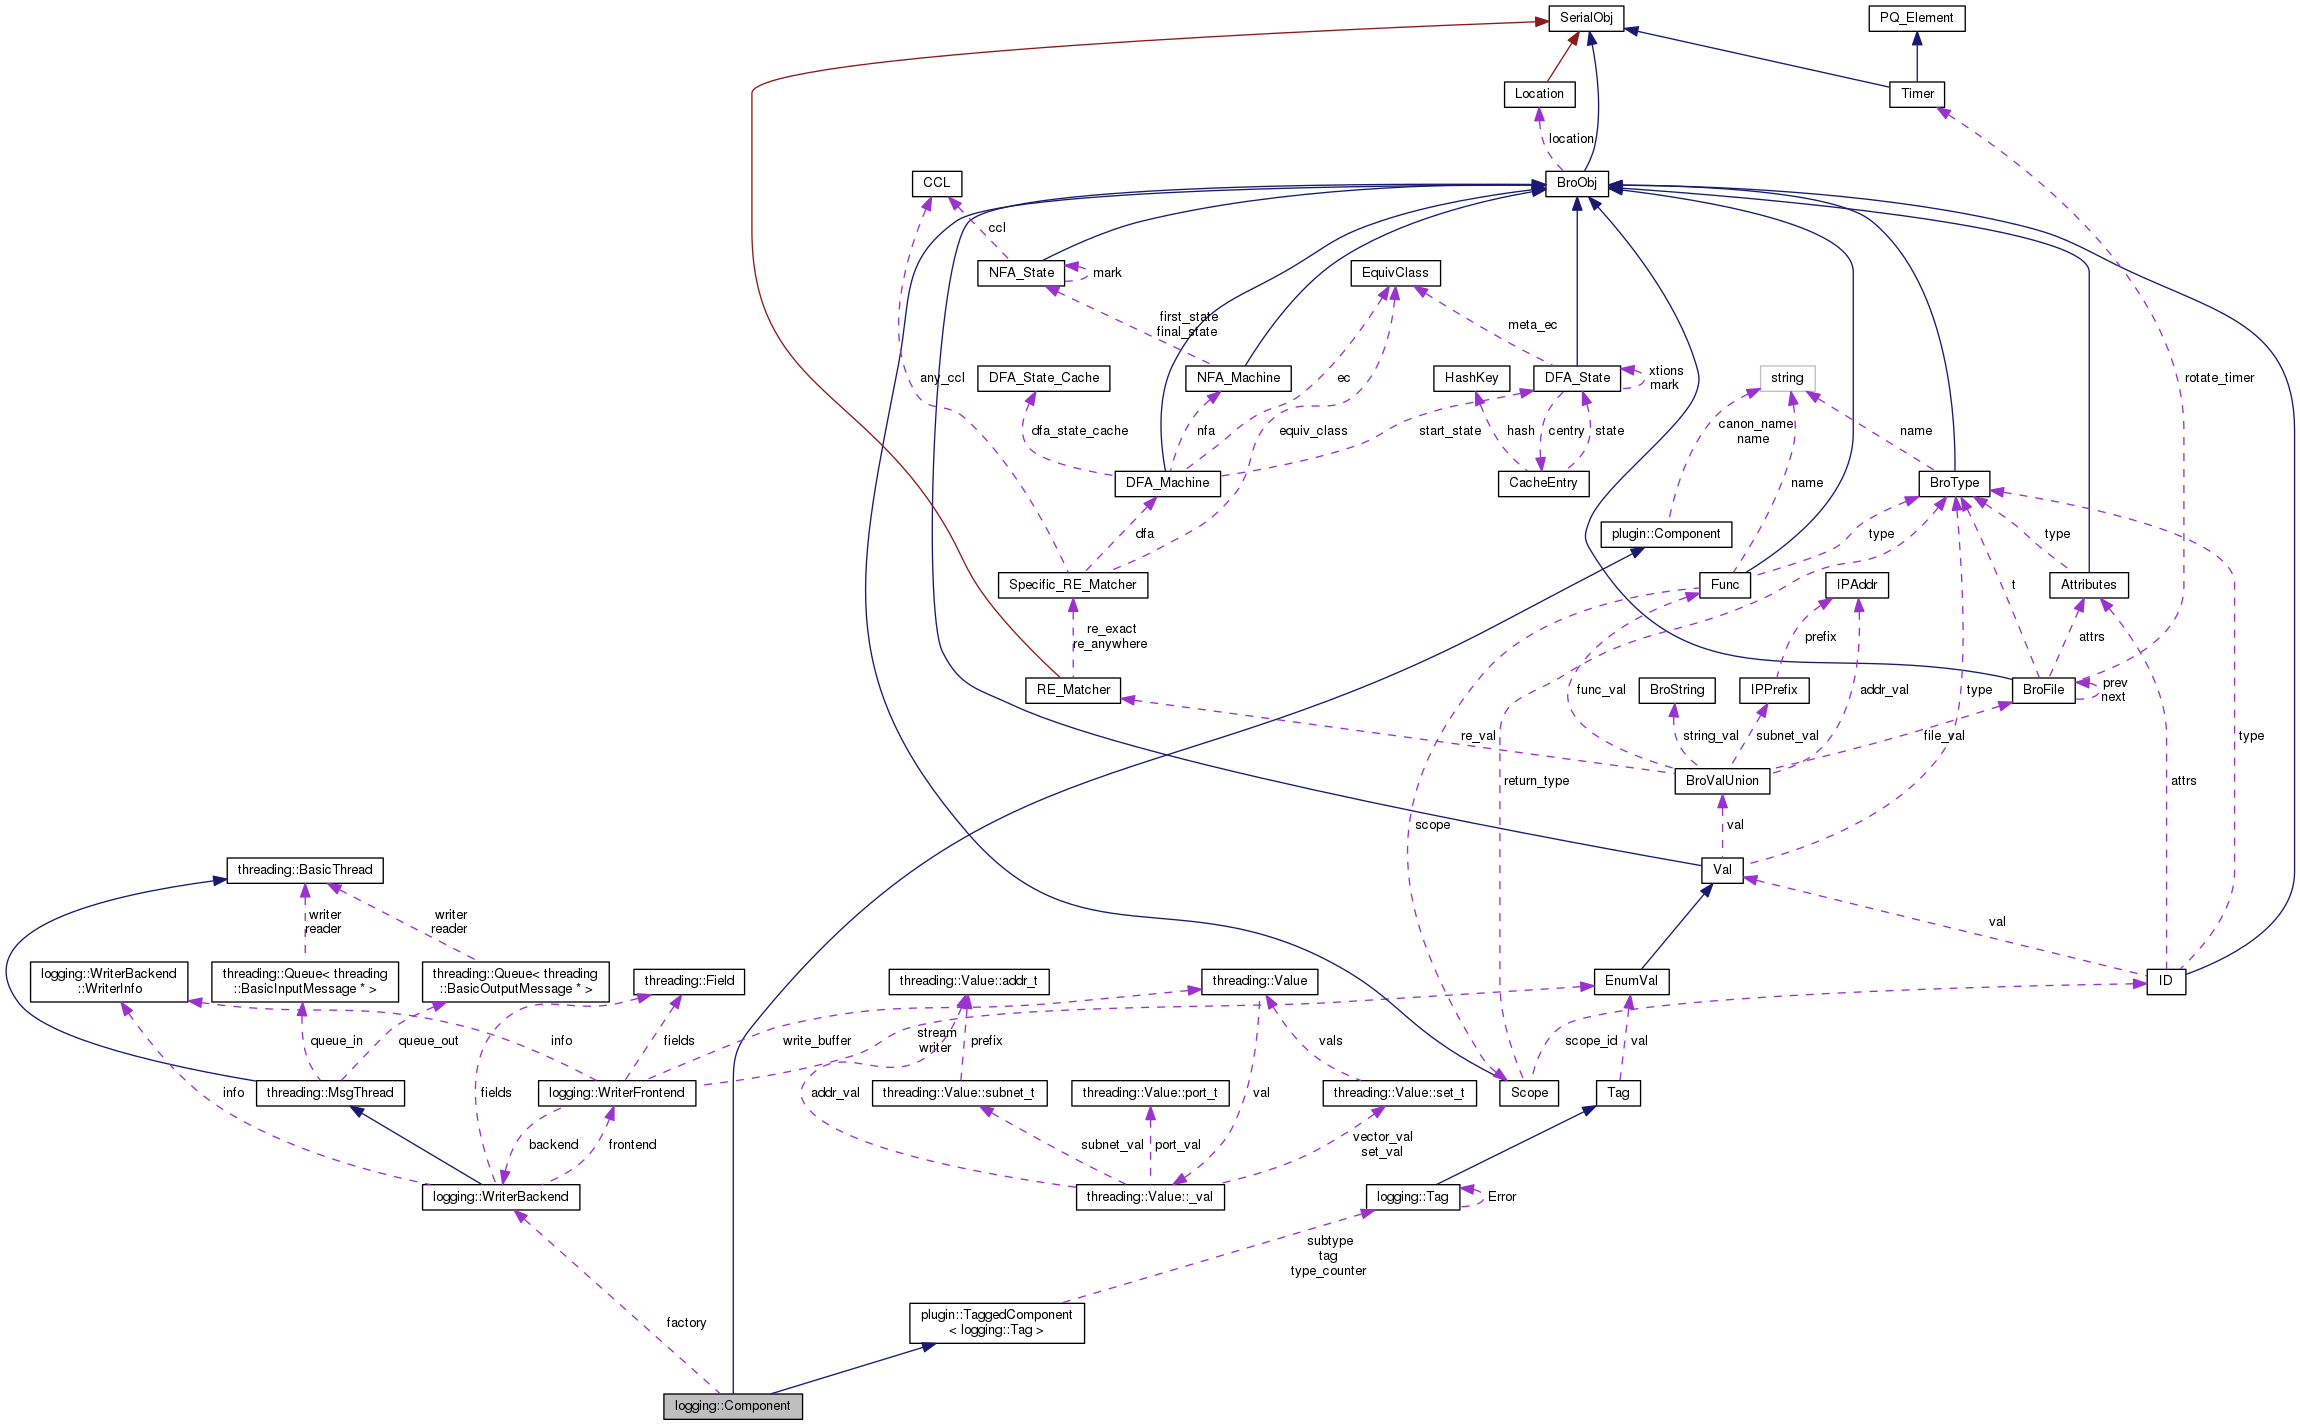 SerialObj
PQ_Element
Location
Timer
location
CCL
BroObj
ccl
NFA_State
mark
EquivClass
first_state
final_state
meta_ec
any_ccl
DFA_State_Cache
ec
NFA_Machine
HashKey
DFA_State
xtions
mark
string
rotate_timer
dfa_state_cache
nfa
equiv_class
start_state
hash
centry
state
canon_name
name
name
DFA_Machine
CacheEntry
name
BroType
dfa
plugin::Component
type
type
Specific_RE_Matcher
Func
IPAddr
t
Attributes
re_exact
re_anywhere
prefix
attrs
RE_Matcher
func_val
BroString
IPPrefix
addr_val
type
BroFile
prev
next
re_val
string_val
subnet_val
file_val
type
return_type
BroValUnion
attrs
scope
val
threading::BasicThread
Val
writer
reader
writer
reader
val
logging::WriterBackend
::WriterInfo
threading::Queue< threading
::BasicInputMessage * >
threading::Queue< threading
::BasicOutputMessage * >
threading::Field
threading::Value::addr_t
threading::Value
EnumVal
ID
queue_in
queue_out
info
fields
write_buffer
stream
writer
prefix
vals
scope_id
val
info
threading::MsgThread
fields
logging::WriterFrontend
addr_val
threading::Value::subnet_t
threading::Value::port_t
val
threading::Value::set_t
Scope
Tag
backend
frontend
subnet_val
port_val
vector_val
set_val
logging::WriterBackend
threading::Value::_val
logging::Tag
Error
subtype
tag
type_counter
factory
plugin::TaggedComponent
< logging::Tag >
logging::Component